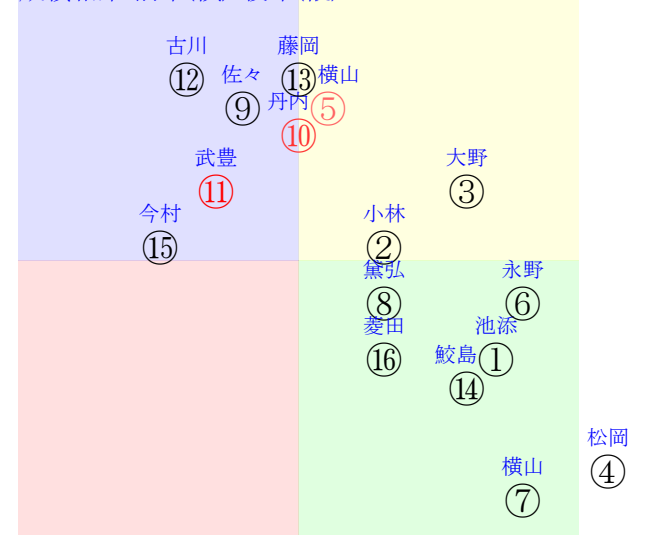 古川
⑫
藤岡
⑬
佐々
⑨
横山
⑤
丹内
⑩
武豊
⑪
大野
③
今村
⑮
小林
②
黛弘
⑧
永野
⑥
菱田
⑯
池添
①
鮫島
⑭
松岡
④
横山
⑦